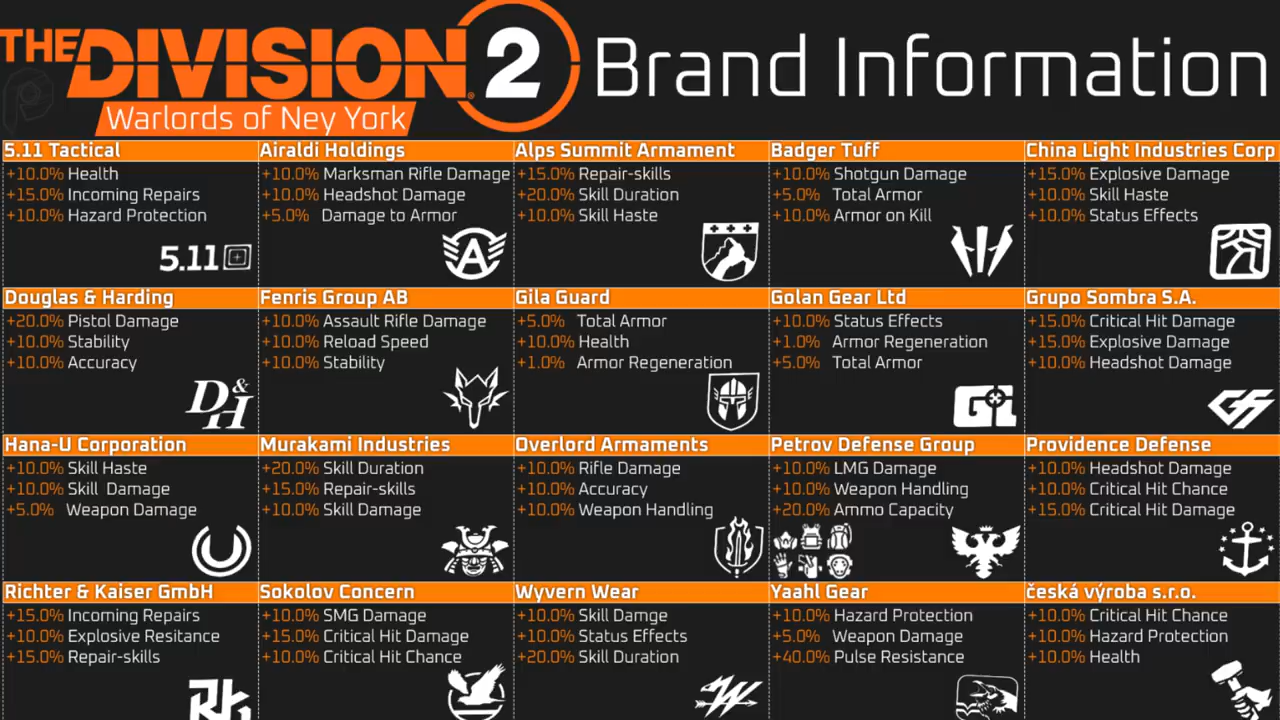 THE DIVISION 2
Warlords of Ney York
Brand Information
5.11 Tactical
+10.0% Health
+15.0% Incoming Repairs
+10.0% Hazard Protection
5.11
Airaldi Holdings
+10.0% Marksman Rifle Damage
+10.0% Headshot Damage
+5.0% Damage to Armor
A
Alps Summit Armament
+15.0% Repair-skills
+20.0% Skill Duration
+10.0% Skill Haste
Badger Tuff
+10.0% Shotgun Damage
+5.0% Total Armor
+10.0% Armor on Kill
China Light Industries Corp
+15.0% Explosive Damage
+10.0% Skill Haste
+10.0% Status Effects
Douglas & Harding
+20.0% Pistol Damage
+10.0% Stability
+10.0% Accuracy
D&H
Fenris Group AB
+10.0% Assault Rifle Damage
+10.0% Reload Speed
+10.0% Stability
Gila Guard
+5.0% Total Armor
+10.0% Health
+1.0% Armor Regeneration
Golan Gear Ltd
+10.0% Status Effects
+1.0% Armor Regeneration
+5.0% Total Armor
Grupo Sombra S.A.
+15.0% Critical Hit Damage
+15.0% Explosive Damage
+10.0% Headshot Damage
Hana-U Corporation
+10.0% Skill Haste
+10.0% Skill Damage
+5.0% Weapon Damage
Murakami Industries
+20.0% Skill Duration
+15.0% Repair-skills
+10.0% Skill Damage
Overlord Armaments
+10.0% Rifle Damage
+10.0% Accuracy
+10.0% Weapon Handling
Petrov Defense Group
+10.0% LMG Damage
+10.0% Weapon Handling
+20.0% Ammo Capacity
Providence Defense
+10.0% Headshot Damage
+10.0% Critical Hit Chance
+15.0% Critical Hit Damage
Richter & Kaiser GmbH
+15.0% Incoming Repairs
+10.0% Explosive Resitance
+15.0% Repair-skills
Sokolov Concern
+10.0% SMG Damage
+15.0% Critical Hit Damage
+10.0% Critical Hit Chance
Wyvern Wear
+10.0% Skill Damge
+10.0% Status Effects
+20.0% Skill Duration
W
Yaahl Gear
+10.0% Hazard Protection
+5.0% Weapon Damage
+40.0% Pulse Resistance
česká výroba s.r.o.
+10.0% Critical Hit Chance
+10.0% Hazard Protection
+10.0% Health